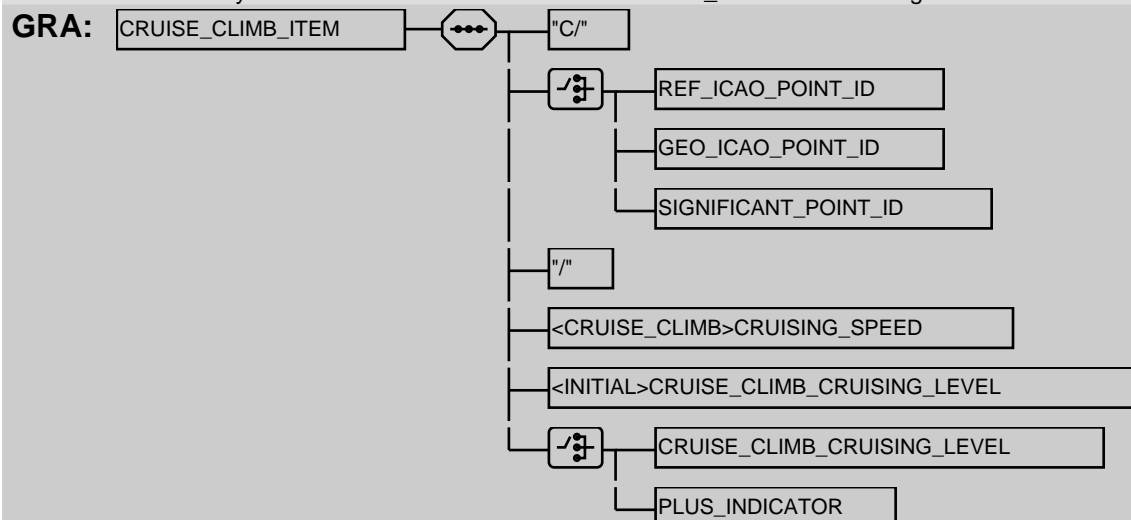 GRA: CRUISE_CLIMB_ITEM "C/"
REF_ICAO_POINT_ID
GEO_ICAO_POINT_ID
SIGNIFICANT_POINT_ID
"/"
<CRUISE_CLIMB>CRUISING_SPEED
<INITIAL>CRUISE_CLIMB_CRUISING_LEVEL
CRUISE_CLIMB_CRUISING_LEVEL
PLUS_INDICATOR